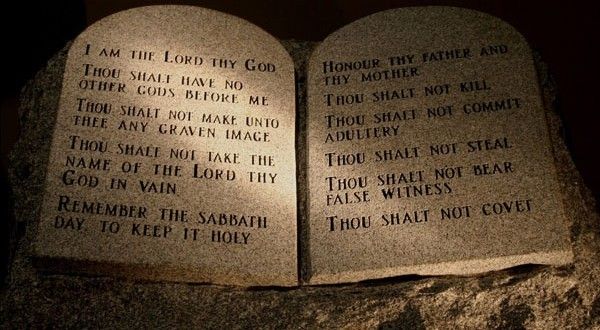 I AM THE LORD THY GOD
THOU SHALT HAVE NO
OTHER GODS BEFORE ME
THOU SHALT NOT MAKE UNTO
THEE ANY GRAVEN IMAGE
THOU SHALT NOT TAKE THE
NAME OF THE LORD THY
GOD IN VAIN
REMEMBER THE SABBATH
DAY, TO KEEP IT HOLY
HONOUR THY FATHER AND
THY MOTHER
THOU SHALT NOT KILL
THOU SHALT NOT COMMIT
ADULTERY
THOU SHALT NOT STEAL
THOU SHALT NOT BEAR
FALSE WITNESS
THOU SHALT NOT COVET